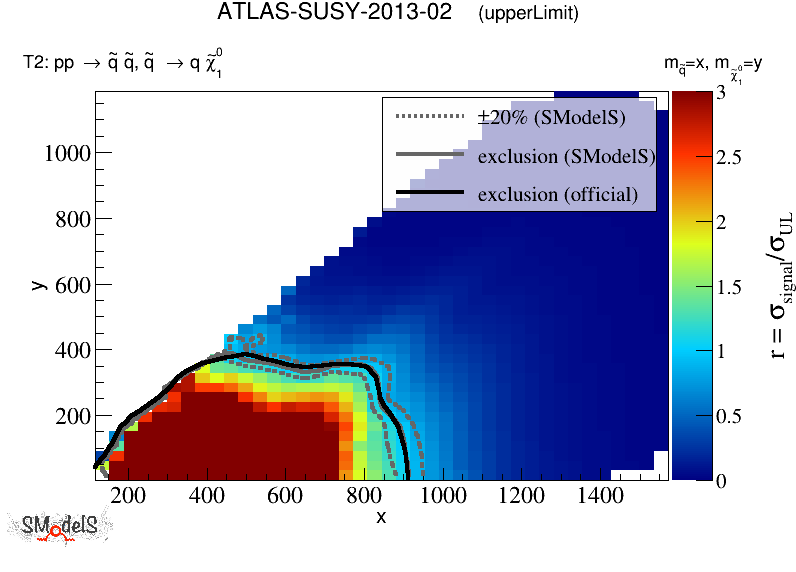 ATLAS-SUSY-2013-02 (upperLimit)
T2: pp → q̃ q̃, q̃ → q χ̃₁⁰
m_q̃=x, m_χ̃₁⁰=y
±20% (SModelS)
exclusion (SModelS)
exclusion (official)
1000
800
600
400
200
y
200 400 600 800 1000 1200 1400
x
3
2.5
2
1.5
1
0.5
0
r = σ_signal/σ_UL
SModelS